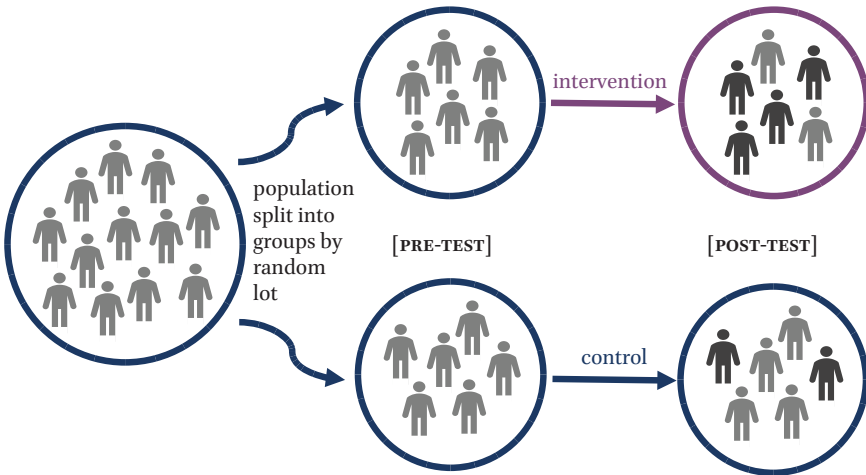 intervention
population
split into
groups by
random
lot
[PRE-TEST]
[POST-TEST]
control